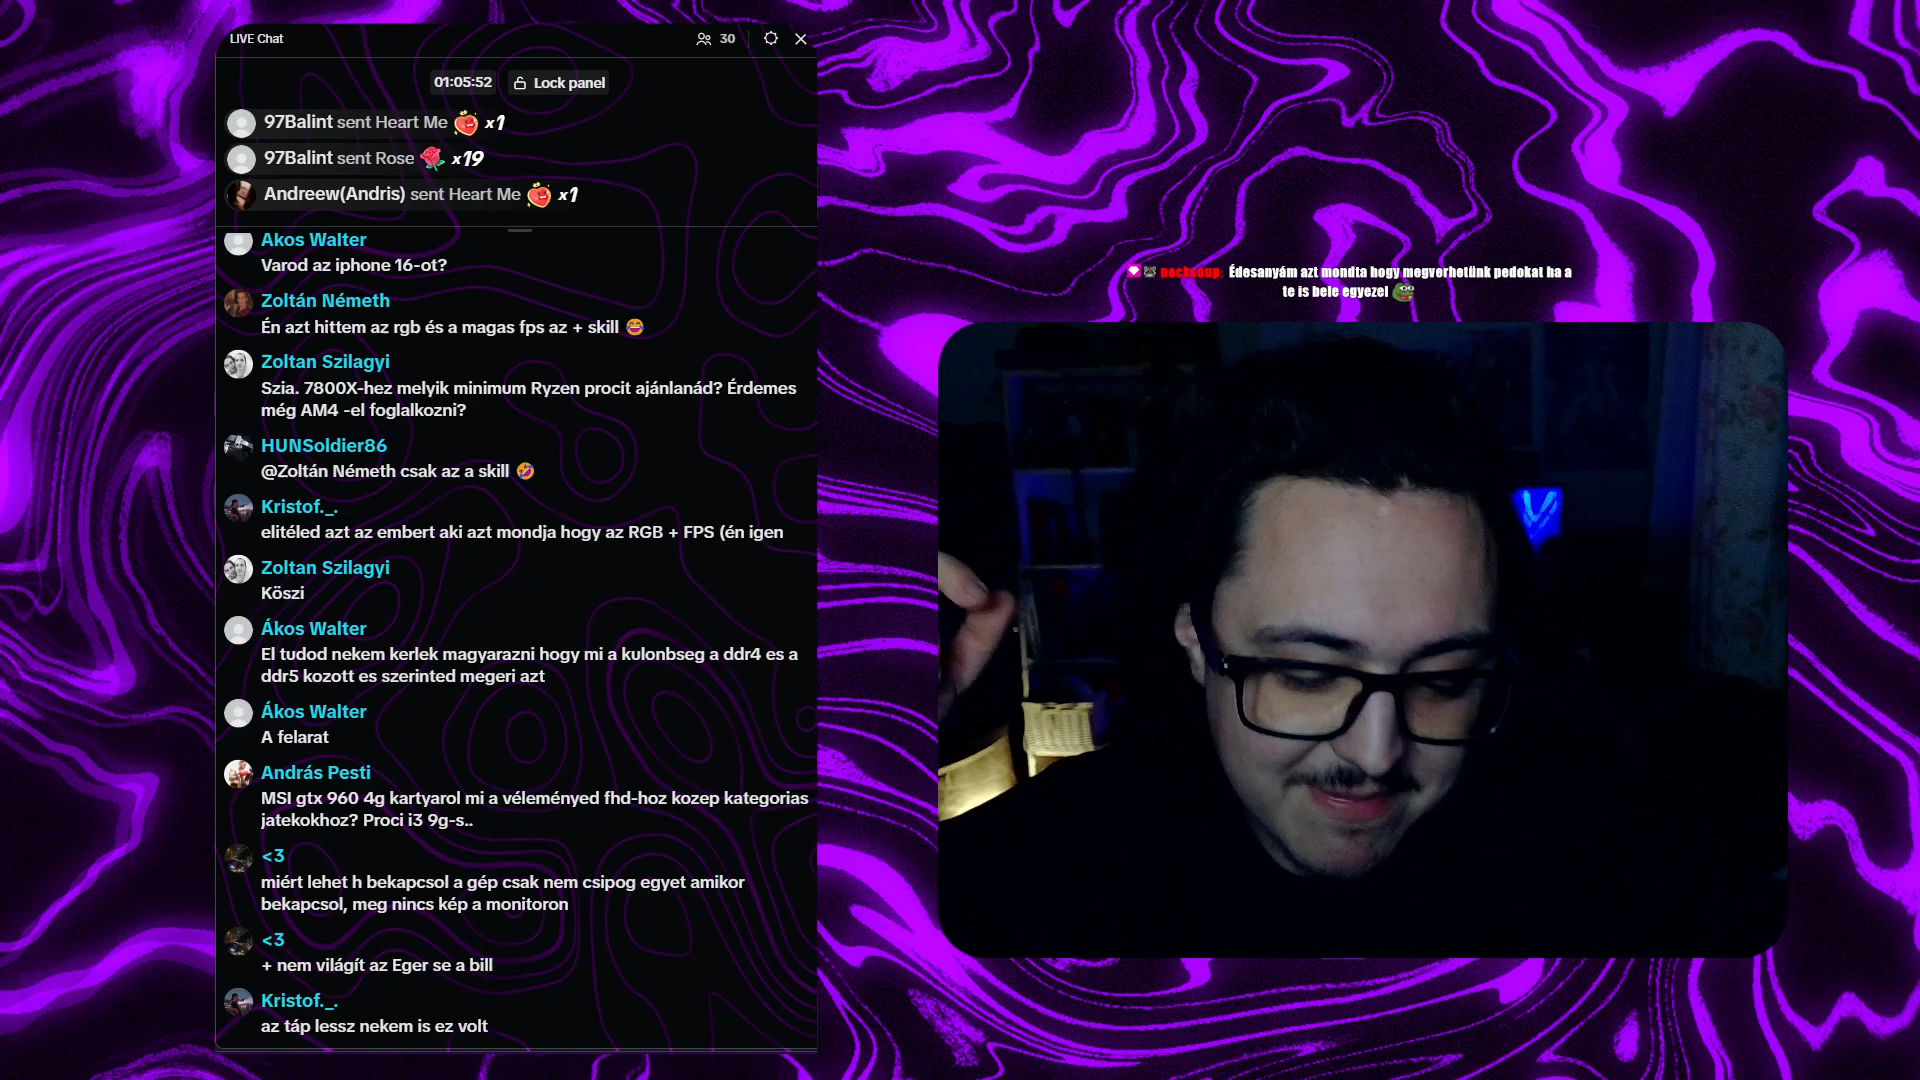 LIVE Chat
30
01:05:52
Lock panel
97Balint sent Heart Me x1
97Balint sent Rose x19
Andreew(Andris) sent Heart Me x1
Ákos Walter
Varod az iphone 16-ot?
Zoltán Németh
Én azt hittem az rgb és a magas fps az + skill 😂
Zoltan Szilagyi
Szia. 7800X-hez melyik minimum Ryzen procit ajánlanád? Érdemes
még AM4 -el foglalkozni?
HUNSoldier86
@Zoltán Németh csak az a skill 🤣
Kristof._.
elitéled azt az embert aki azt mondja hogy az RGB + FPS (én igen
Zoltan Szilagyi
Köszi
Ákos Walter
El tudod nekem kerlek magyarazni hogy mi a kulonbseg a ddr4 es a
ddr5 kozott es szerinted megeri azt
Ákos Walter
A felarat
András Pesti
MSI gtx 960 4g kartyarol mi a véleményed fhd-hoz kozep kategorias
jatekokhoz? Proci i3 9g-s..
<3
miért lehet h bekapcsol a gép csak nem csipog egyet amikor
bekapcsol, meg nincs kép a monitoron
<3
+ nem világít az Eger se a bill
Kristof._.
az táp lessz nekem is ez volt
Édesanyám azt mondta hogy megverhetünk pedokat ha a
te is bele egyezel